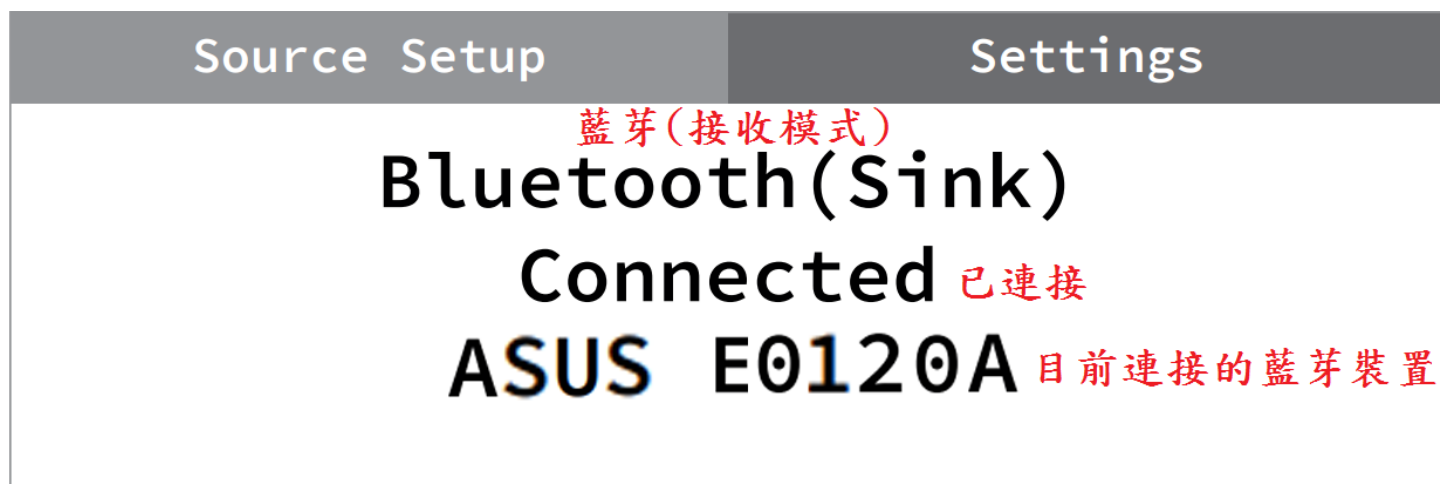 Source Setup
Settings
藍芽(接收模式)
Bluetooth(Sink)
Connected 已連接
ASUS E0120A 目前連接的藍芽裝置